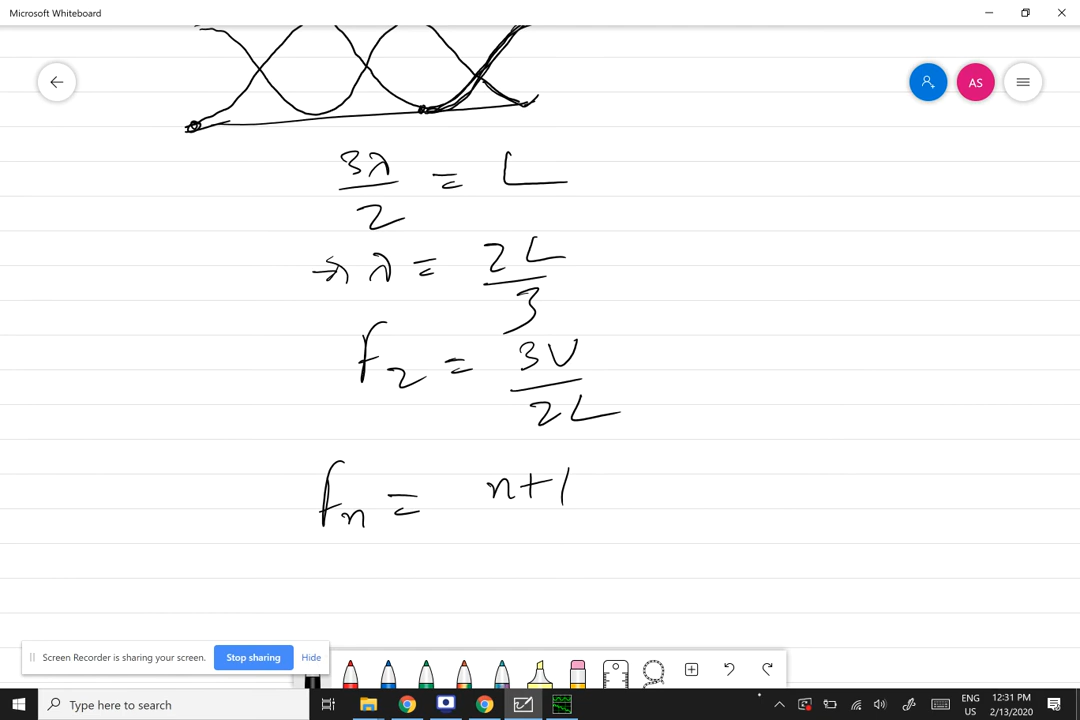 Microsoft Whiteboard
AS
3λ/2 = L
→ λ = 2L/3
f₂ = 3V/2L
fₙ = n+1
Screen Recorder is sharing your screen. Stop sharing Hide
Type here to search
ENG 12:31 PM
US 2/13/2020